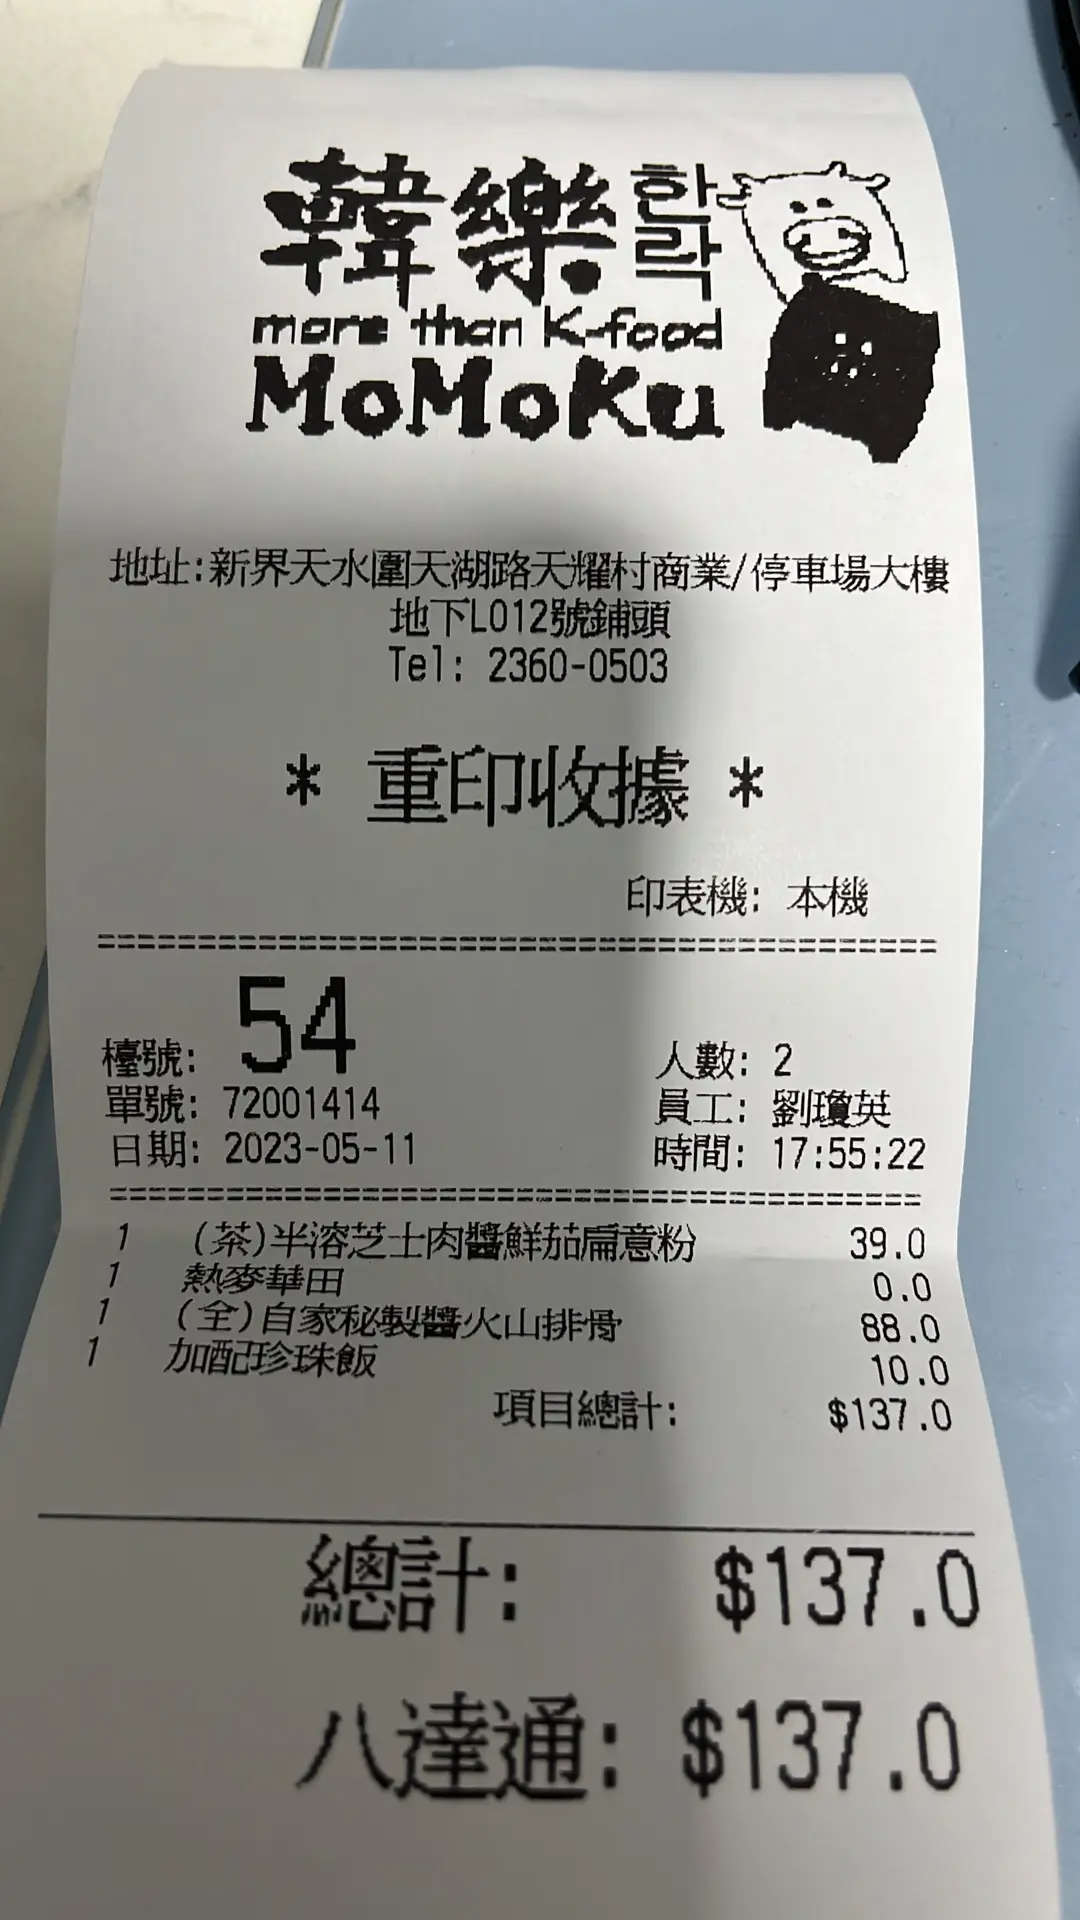 韓樂 한락
more than K-food
MoMoKu
地址:新界天水圍天湖路天耀村商業/停車場大樓
地下L012號鋪頭
Tel: 2360-0503
* 重印收據 *
印表機: 本機
檯號: 54 人數: 2
單號: 72001414 員工: 劉瓊英
日期: 2023-05-11 時間: 17:55:22
1 (茶)半溶芝士肉醬鮮茄扁意粉 39.0
1 熱麥華田 0.0
1 (全)自家秘製醬火山排骨 88.0
1 加配珍珠飯 10.0
項目總計: $137.0
總計: $137.0
八達通: $137.0